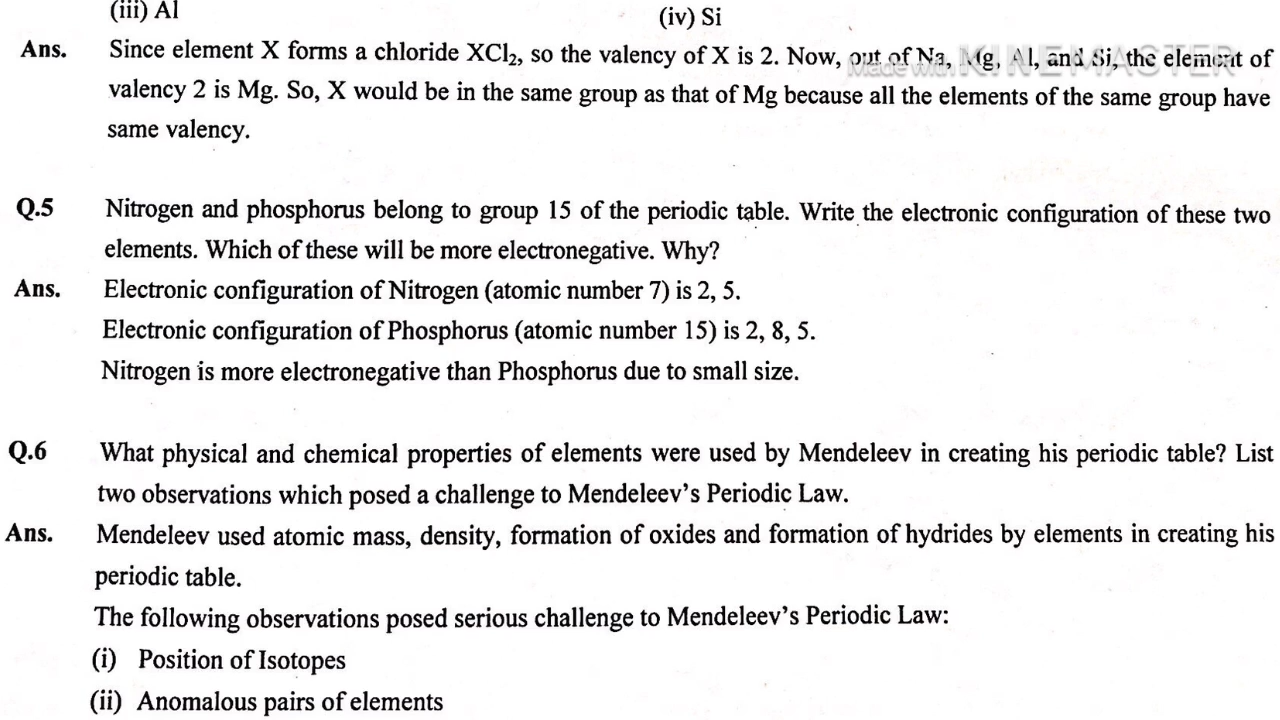 (iii) Al (iv) Si
Ans. Since element X forms a chloride XCl₂, so the valency of X is 2. Now, out of Na, Mg, Al, and Si, the element of
valency 2 is Mg. So, X would be in the same group as that of Mg because all the elements of the same group have
same valency.
Made with KINEMASTER
Q.5 Nitrogen and phosphorus belong to group 15 of the periodic table. Write the electronic configuration of these two
elements. Which of these will be more electronegative. Why?
Ans. Electronic configuration of Nitrogen (atomic number 7) is 2, 5.
Electronic configuration of Phosphorus (atomic number 15) is 2, 8, 5.
Nitrogen is more electronegative than Phosphorus due to small size.
Q.6 What physical and chemical properties of elements were used by Mendeleev in creating his periodic table? List
two observations which posed a challenge to Mendeleev's Periodic Law.
Ans. Mendeleev used atomic mass, density, formation of oxides and formation of hydrides by elements in creating his
periodic table.
The following observations posed serious challenge to Mendeleev's Periodic Law:
(i) Position of Isotopes
(ii) Anomalous pairs of elements